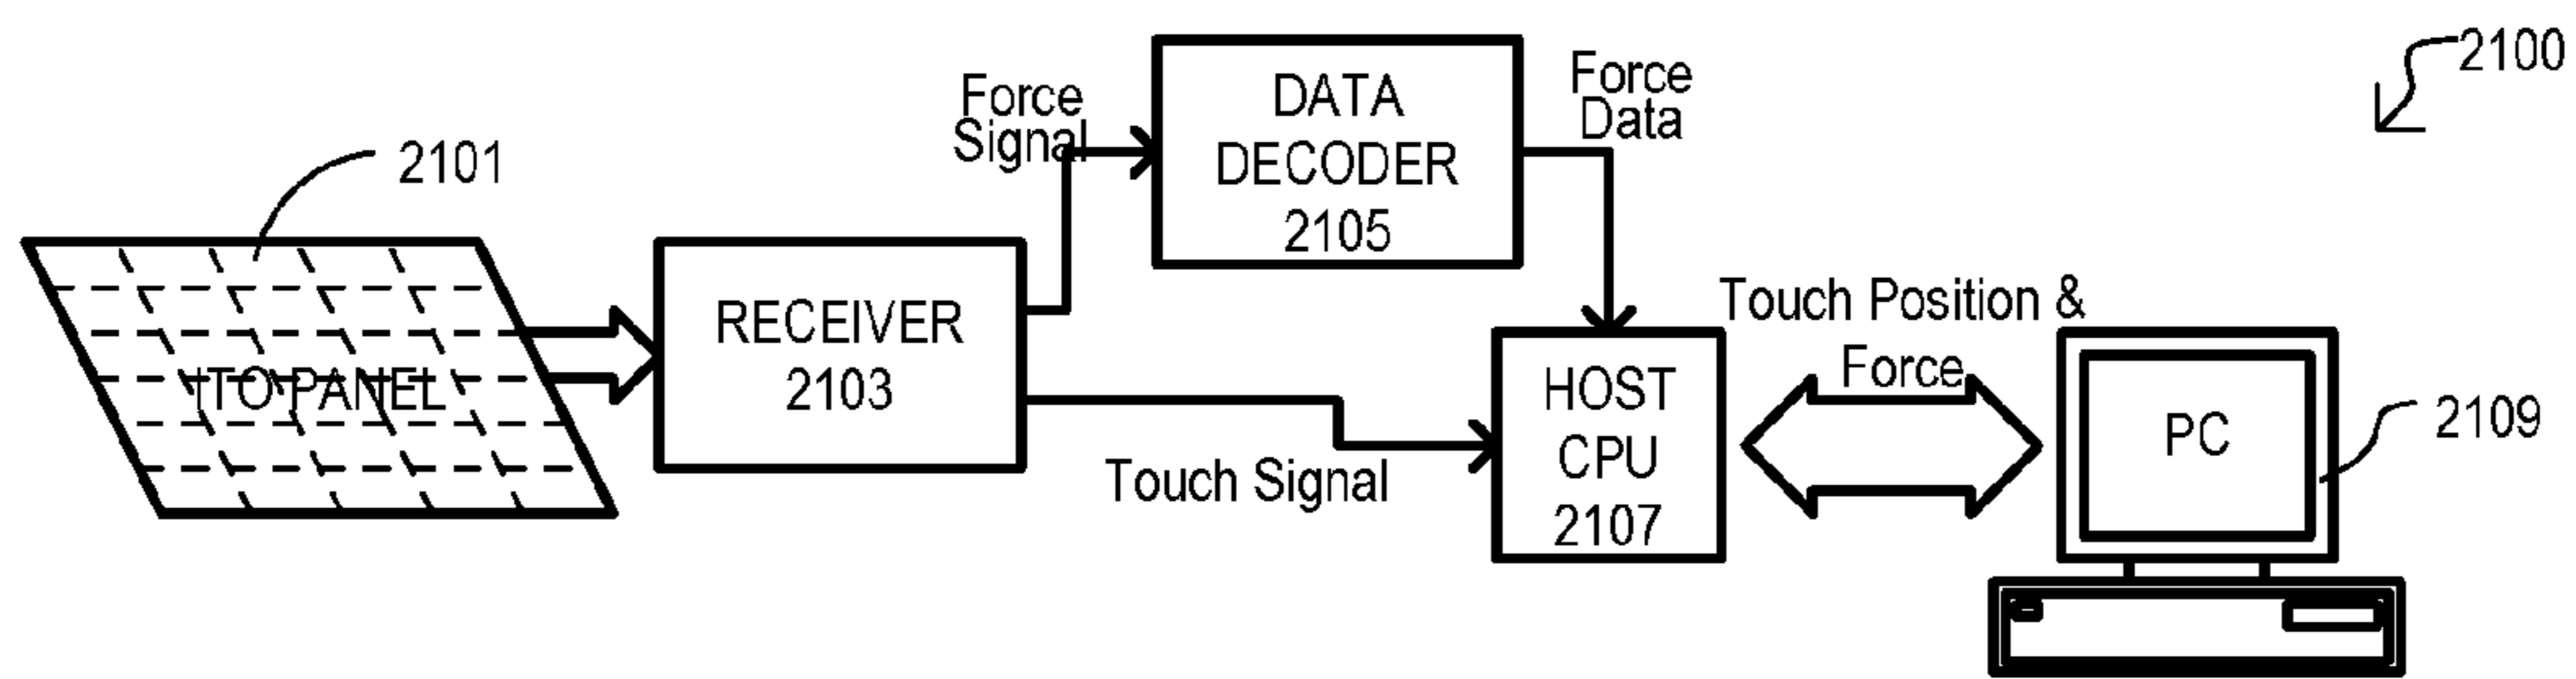 2100
Force
Signal
DATA
DECODER
2105
Force
Data
2101
ITO PANEL
RECEIVER
2103
Touch Signal
HOST
CPU
2107
Touch Position &
Force
PC
2109